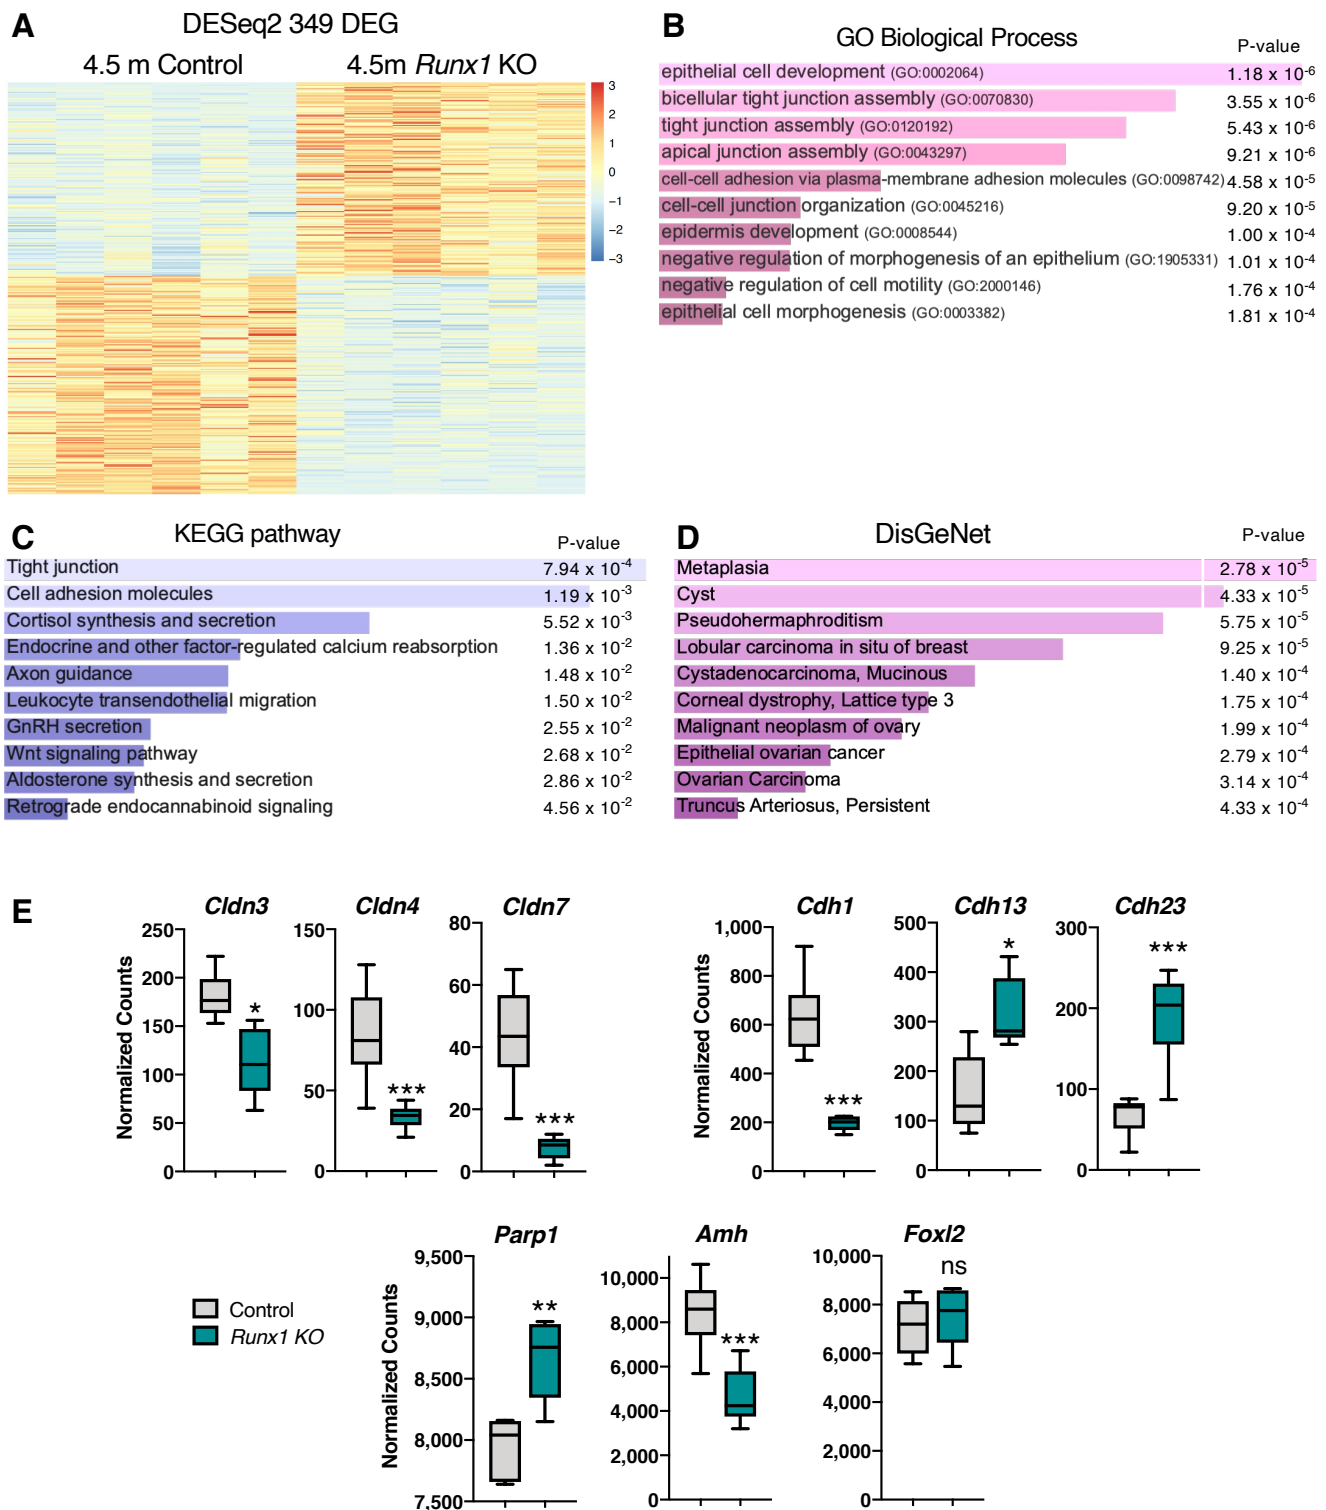 A
DESeq2 349 DEG
4.5 m Control
4.5m Runx1 KO
3
2
1
0
−1
−2
−3
B
GO Biological Process
P-value
epithelial cell development (GO:0002064) 1.18 x 10-6
bicellular tight junction assembly (GO:0070830) 3.55 x 10-6
tight junction assembly (GO:0120192) 5.43 x 10-6
apical junction assembly (GO:0043297) 9.21 x 10-6
cell-cell adhesion via plasma-membrane adhesion molecules (GO:0098742) 4.58 x 10-5
cell-cell junction organization (GO:0045216) 9.20 x 10-5
epidermis development (GO:0008544) 1.00 x 10-4
negative regulation of morphogenesis of an epithelium (GO:1905331) 1.01 x 10-4
negative regulation of cell motility (GO:2000146) 1.76 x 10-4
epithelial cell morphogenesis (GO:0003382) 1.81 x 10-4
C
KEGG pathway
P-value
Tight junction 7.94 x 10-4
Cell adhesion molecules 1.19 x 10-3
Cortisol synthesis and secretion 5.52 x 10-3
Endocrine and other factor-regulated calcium reabsorption 1.36 x 10-2
Axon guidance 1.48 x 10-2
Leukocyte transendothelial migration 1.50 x 10-2
GnRH secretion 2.55 x 10-2
Wnt signaling pathway 2.68 x 10-2
Aldosterone synthesis and secretion 2.86 x 10-2
Retrograde endocannabinoid signaling 4.56 x 10-2
D
DisGeNet
P-value
Metaplasia 2.78 x 10-5
Cyst 4.33 x 10-5
Pseudohermaphroditism 5.75 x 10-5
Lobular carcinoma in situ of breast 9.25 x 10-5
Cystadenocarcinoma, Mucinous 1.40 x 10-4
Corneal dystrophy, Lattice type 3 1.75 x 10-4
Malignant neoplasm of ovary 1.99 x 10-4
Epithelial ovarian cancer 2.79 x 10-4
Ovarian Carcinoma 3.14 x 10-4
Truncus Arteriosus, Persistent 4.33 x 10-4
E
Normalized Counts
Cldn3
250
200
150
100
50
0
*
Cldn4
150
100
50
0
***
Cldn7
80
60
40
20
0
***
Normalized Counts
Cdh1
1,000
800
600
400
200
0
***
Cdh13
500
400
300
200
100
0
*
Cdh23
300
200
100
0
***
Control
Runx1 KO
Normalized Counts
Parp1
9,500
9,000
8,500
8,000
7,500
**
Amh
10,000
8,000
6,000
4,000
2,000
0
***
Foxl2
10,000
8,000
6,000
4,000
2,000
0
ns